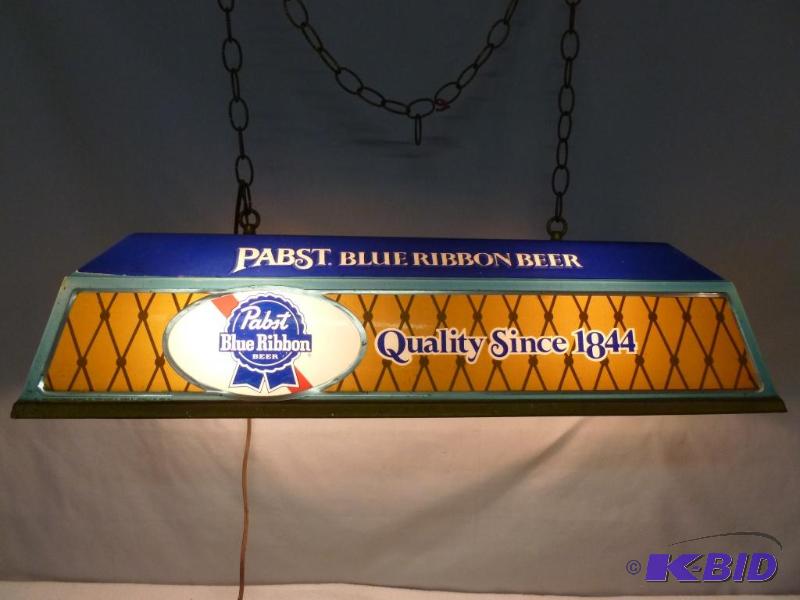 PABST. BLUE RIBBON BEER
Pabst
Blue Ribbon
BEER
Quality Since 1844
© K-BID